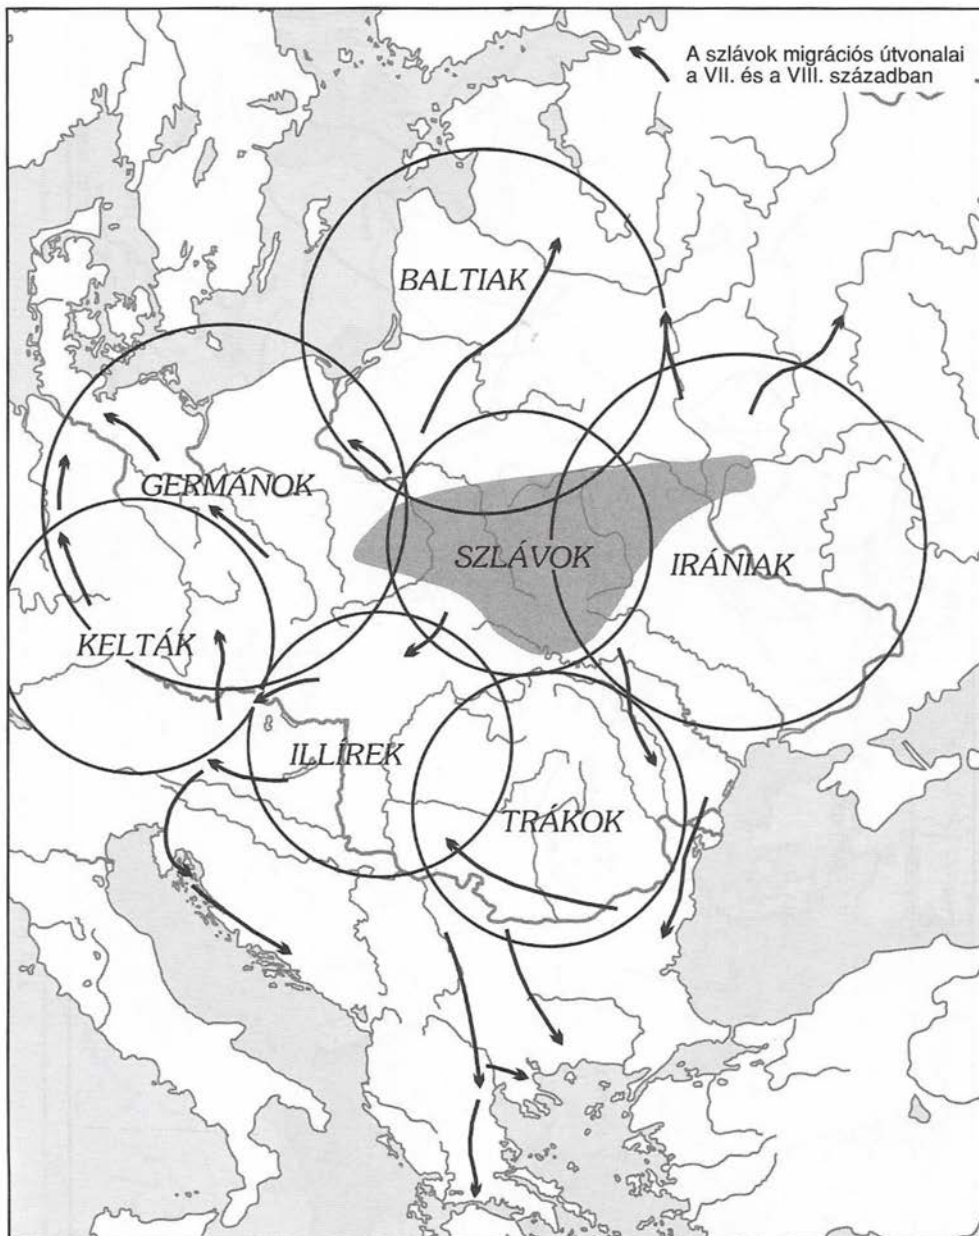 A szlávok migrációs útvonalai
a VII. és a VIII. században
BALTIAK
GERMÁNOK
SZLÁVOK
IRÁNIAK
KELTÁK
ILLÍREK
TRÁKOK